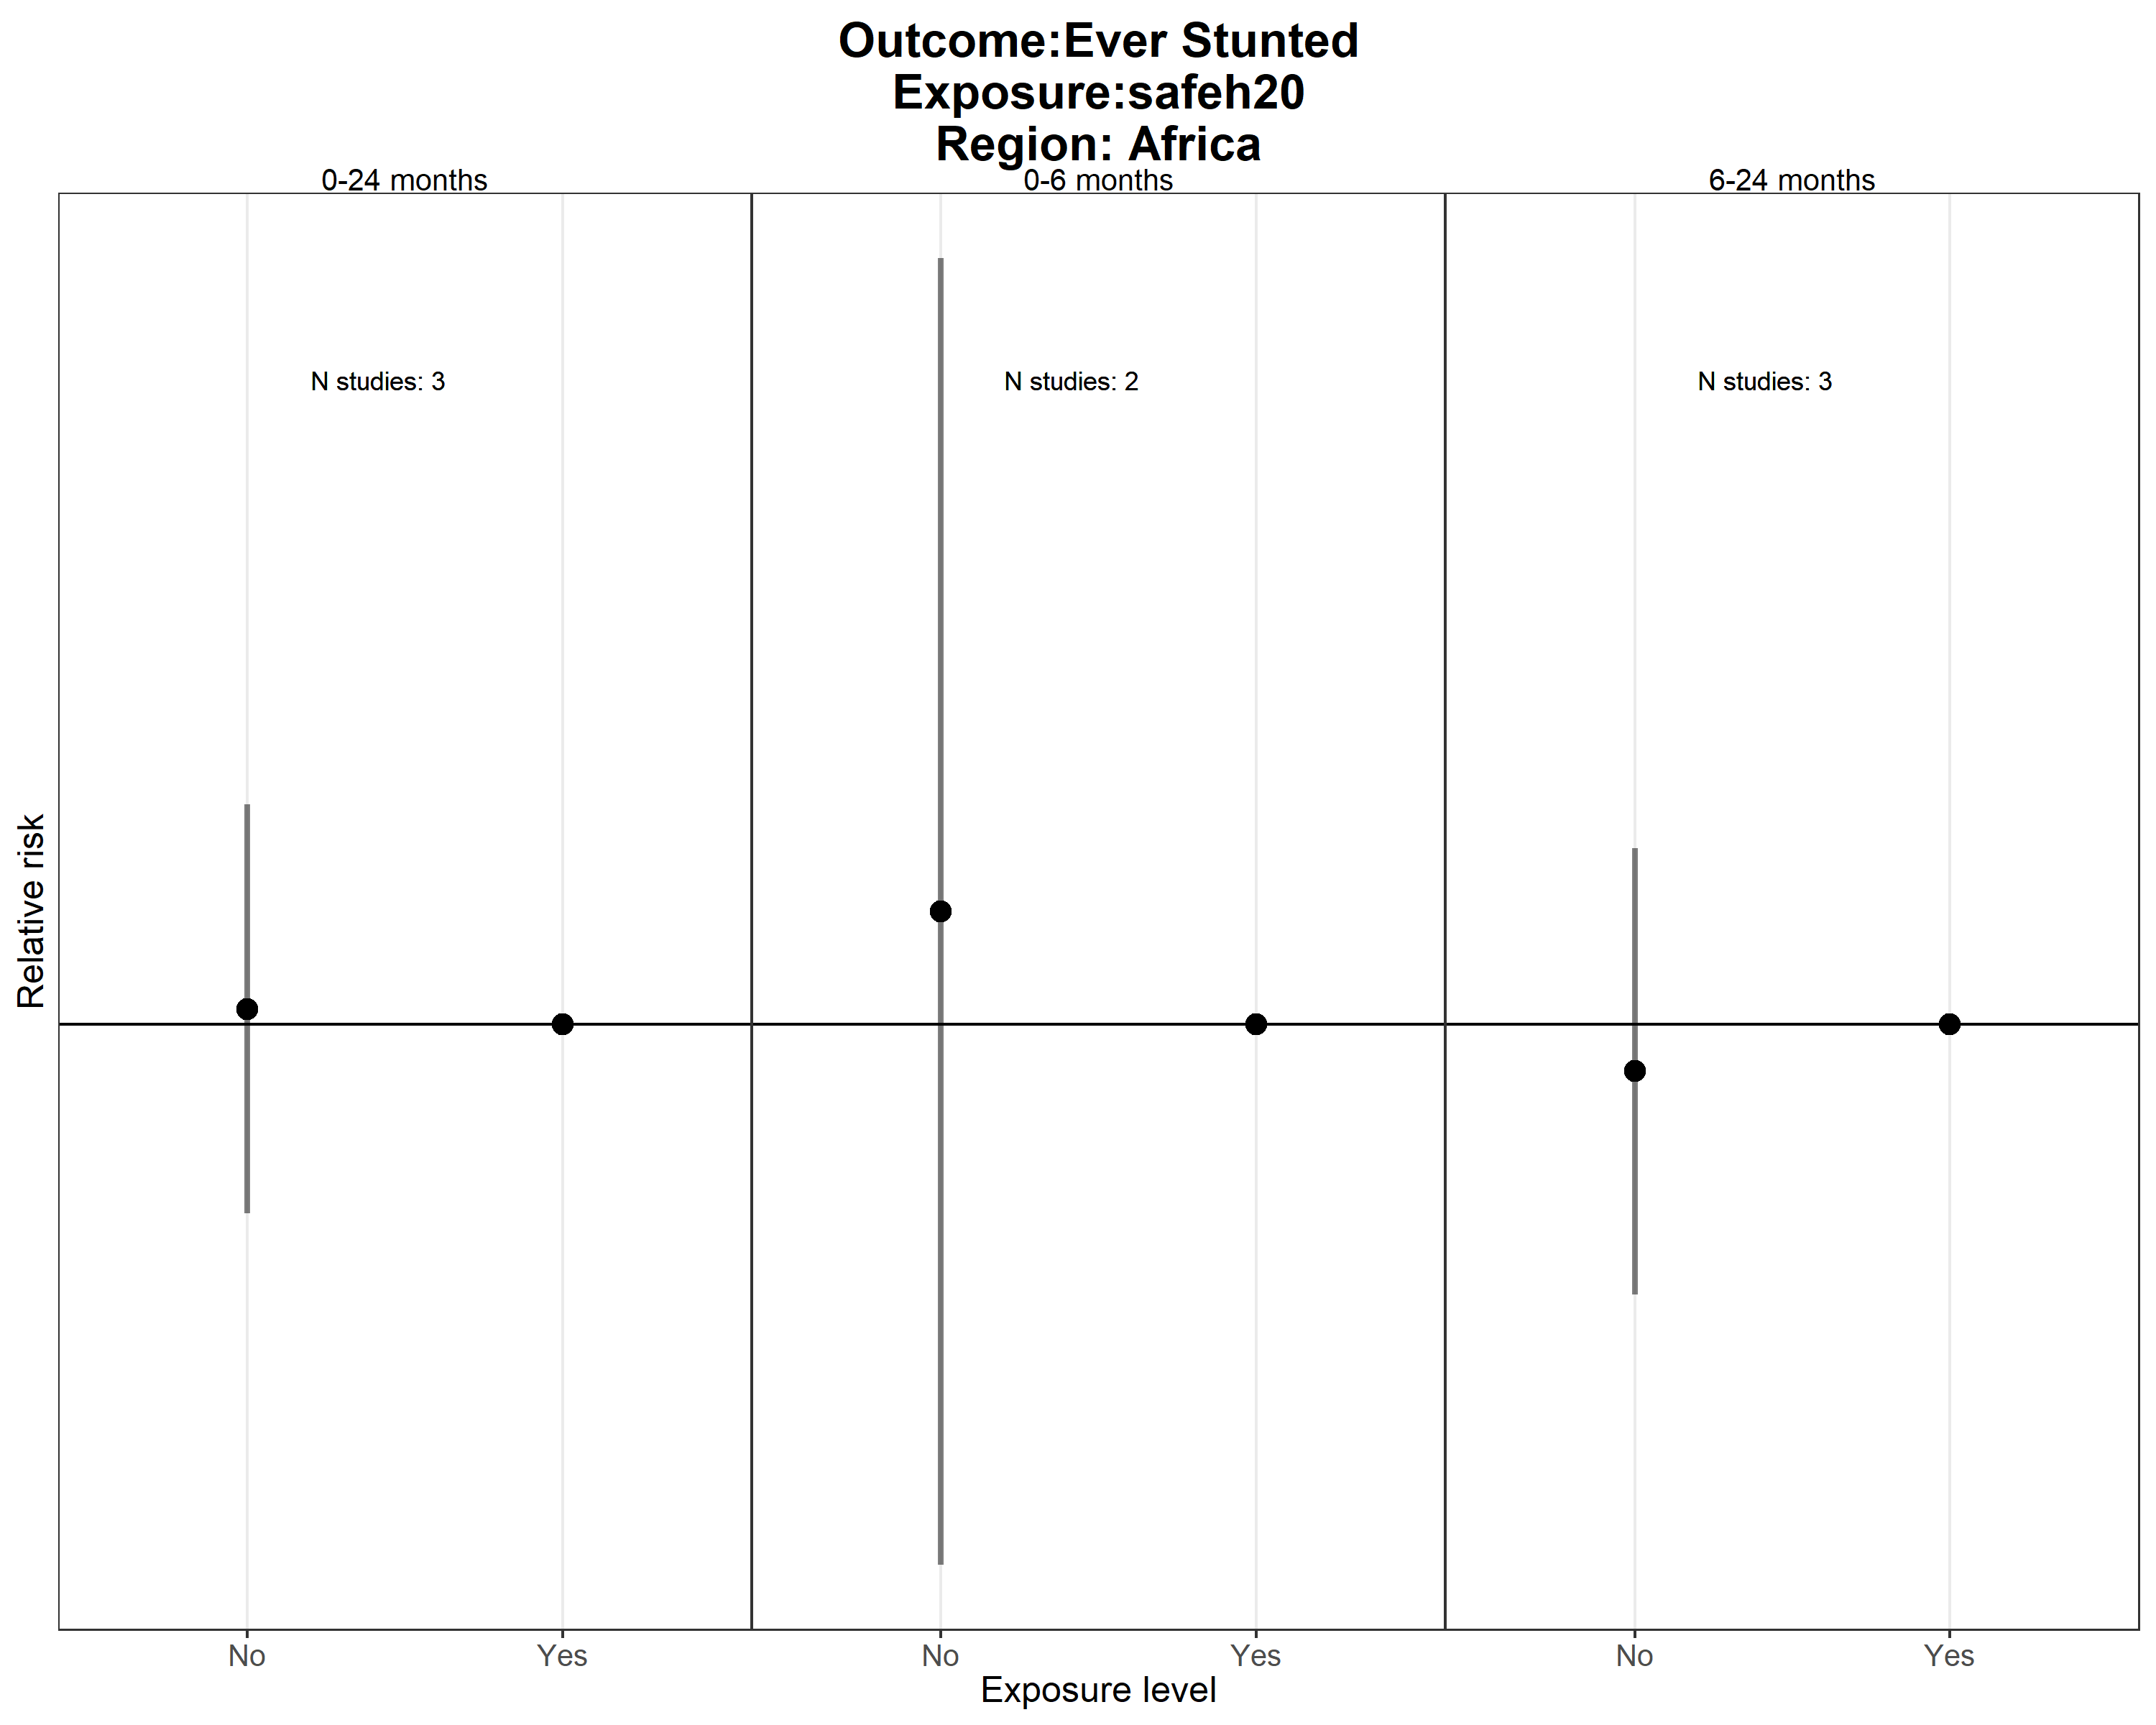 Outcome:Ever Stunted
Exposure:safeh20
Region: Africa
0-24 months
0-6 months
6-24 months
N studies: 3
N studies: 2
N studies: 3
Relative risk
No
Yes
No
Yes
No
Yes
Exposure level